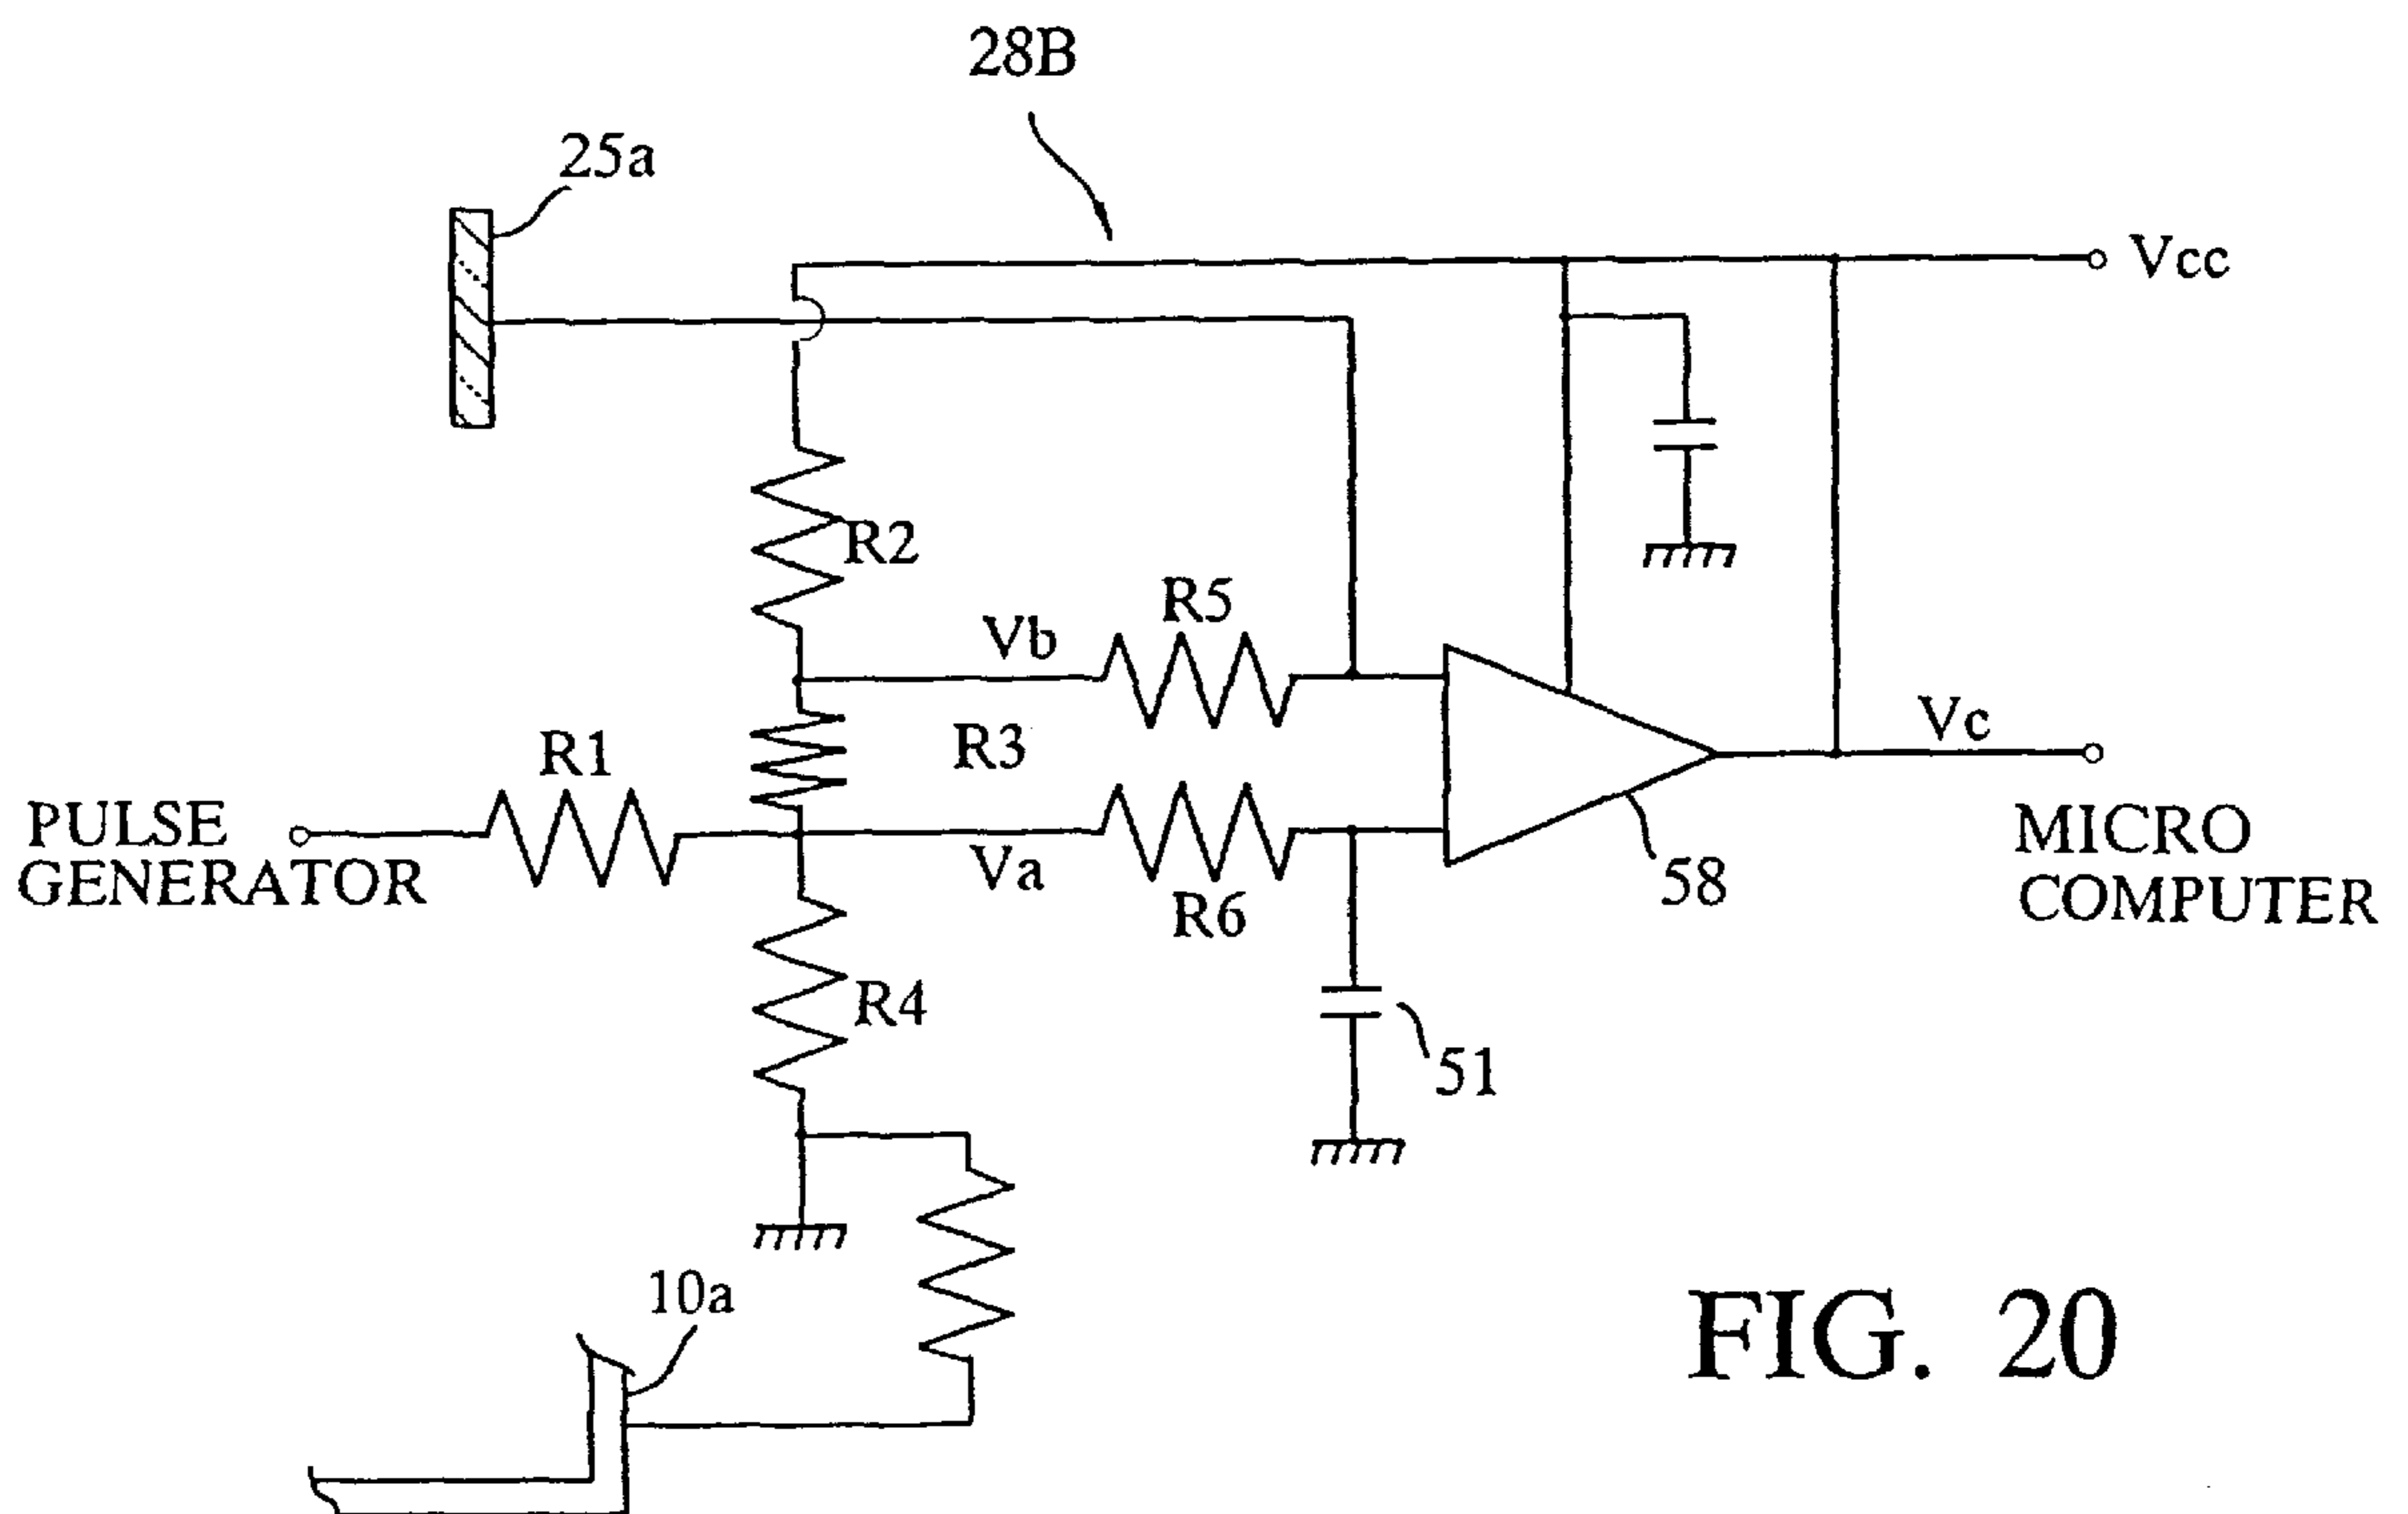 28B
25a
Vcc
R2
R5
Vb
R3
R1
Vc
PULSE
GENERATOR
Va
R6
58
MICRO
COMPUTER
R4
51
10a
FIG. 20